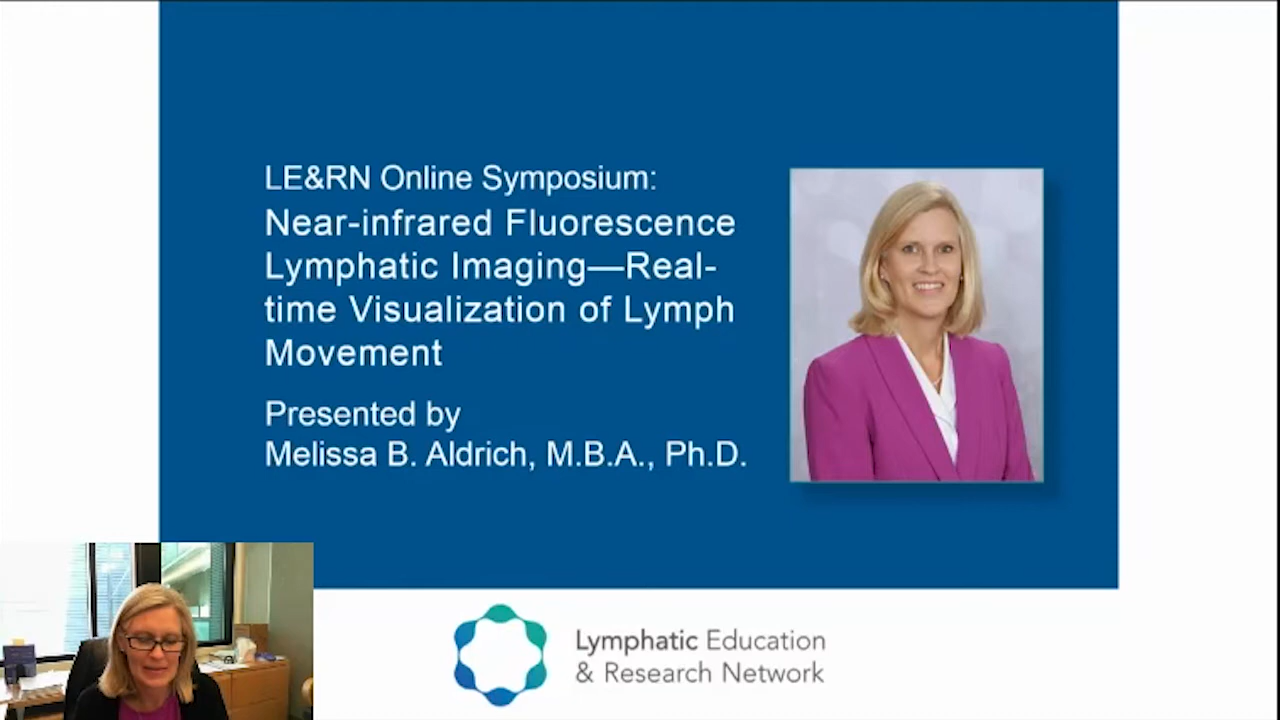 LE&RN Online Symposium:
Near-infrared Fluorescence
Lymphatic Imaging—Real-
time Visualization of Lymph
Movement
Presented by
Melissa B. Aldrich, M.B.A., Ph.D.
Lymphatic Education
& Research Network